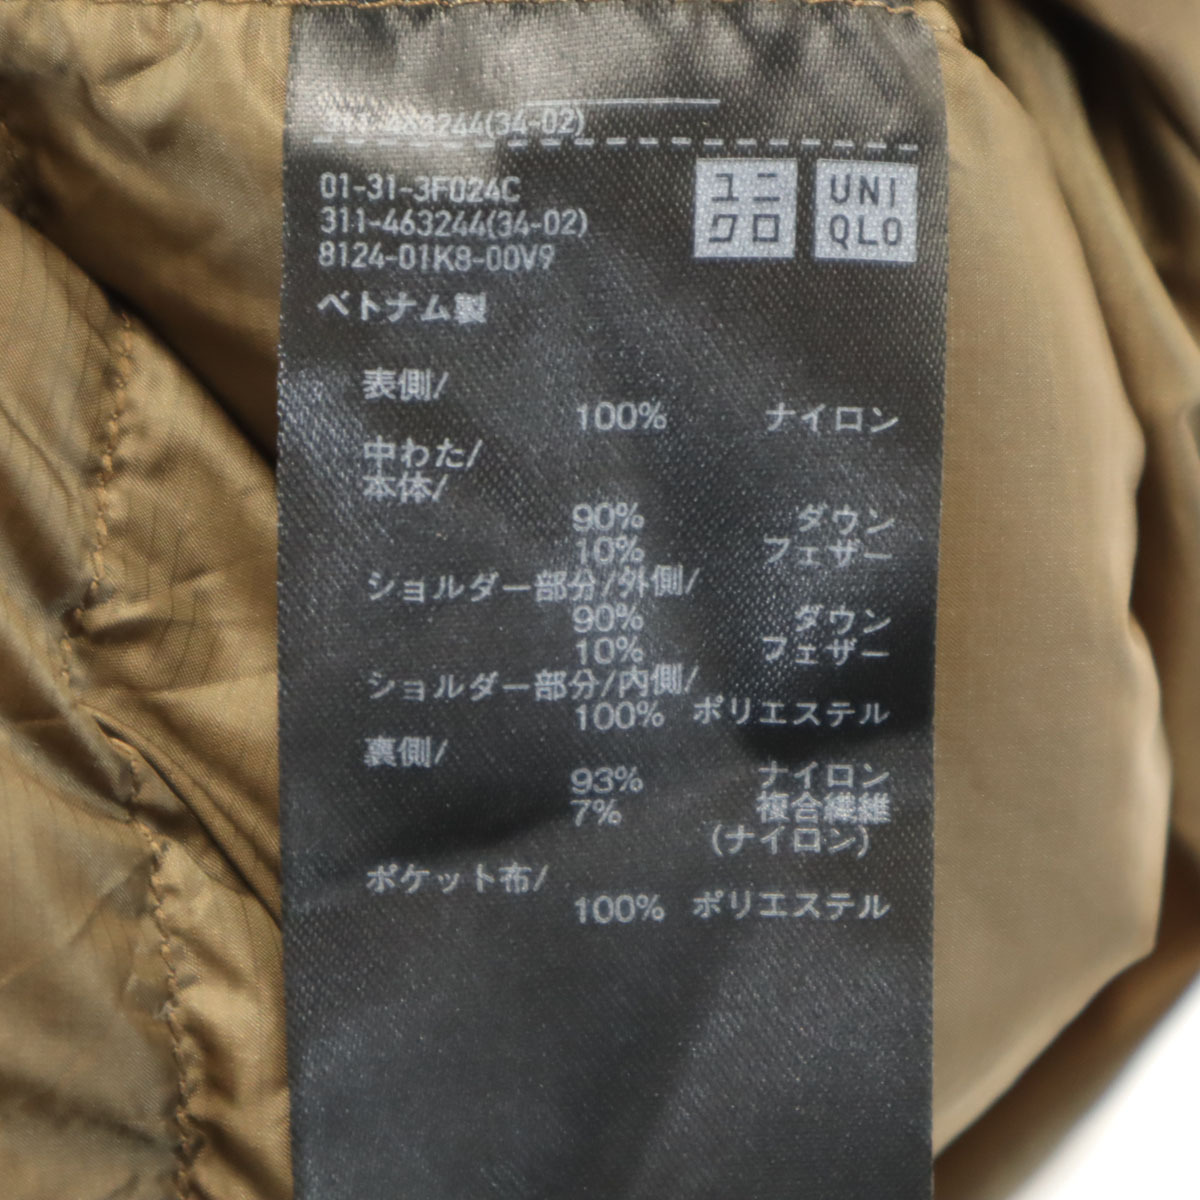 311-463244(34-02)
01-31-3F024C
311-463244(34-02)
8124-01K8-00V9
ユニ
クロ
UNI
QLO
ベトナム製
表側/
100% ナイロン
中わた/
本体/
90% ダウン
10% フェザー
ショルダー部分/外側/
90% ダウン
10% フェザー
ショルダー部分/内側/
100% ポリエステル
裏側/
93% ナイロン
7% 複合繊維
(ナイロン)
ポケット布/
100% ポリエステル